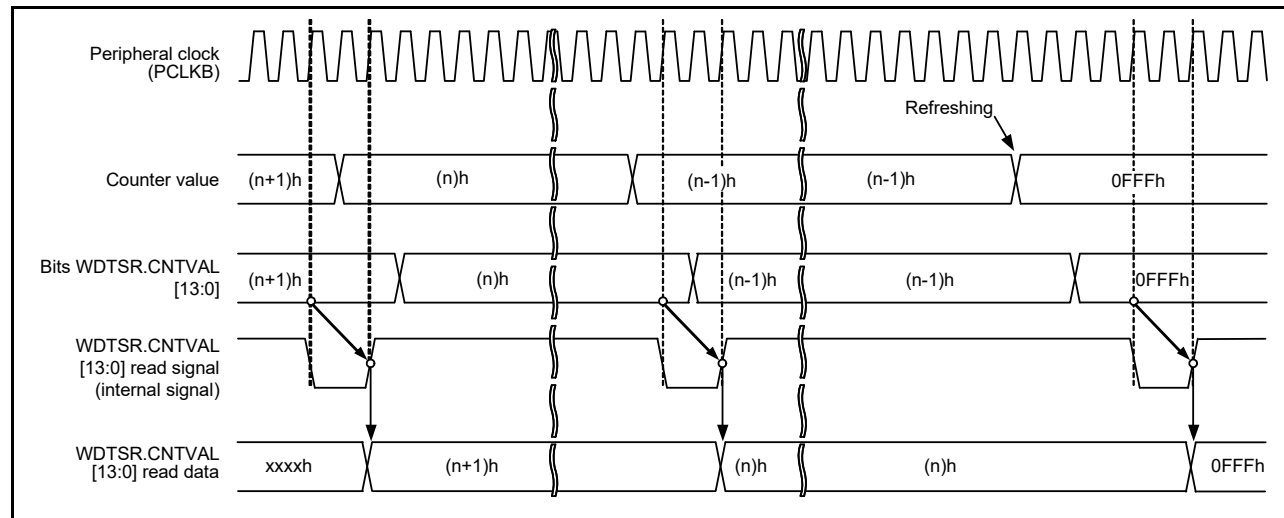 Peripheral clock
(PCLKB)
Refreshing
Counter value
(n+1)h
(n)h
(n-1)h
(n-1)h
0FFFh
Bits WDTSR.CNTVAL
[13:0]
(n+1)h
(n)h
(n-1)h
(n-1)h
0FFFh
WDTSR.CNTVAL
[13:0] read signal
(internal signal)
WDTSR.CNTVAL
[13:0] read data
xxxxh
(n+1)h
(n)h
(n)h
0FFFh